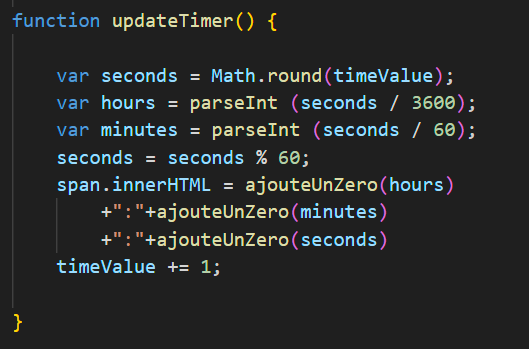 function updateTimer() {
var seconds = Math.round(timeValue);
var hours = parseInt (seconds / 3600);
var minutes = parseInt (seconds / 60);
seconds = seconds % 60;
span.innerHTML = ajouteUnZero(hours)
+":"+ajouteUnZero(minutes)
+":"+ajouteUnZero(seconds)
timeValue += 1;
}